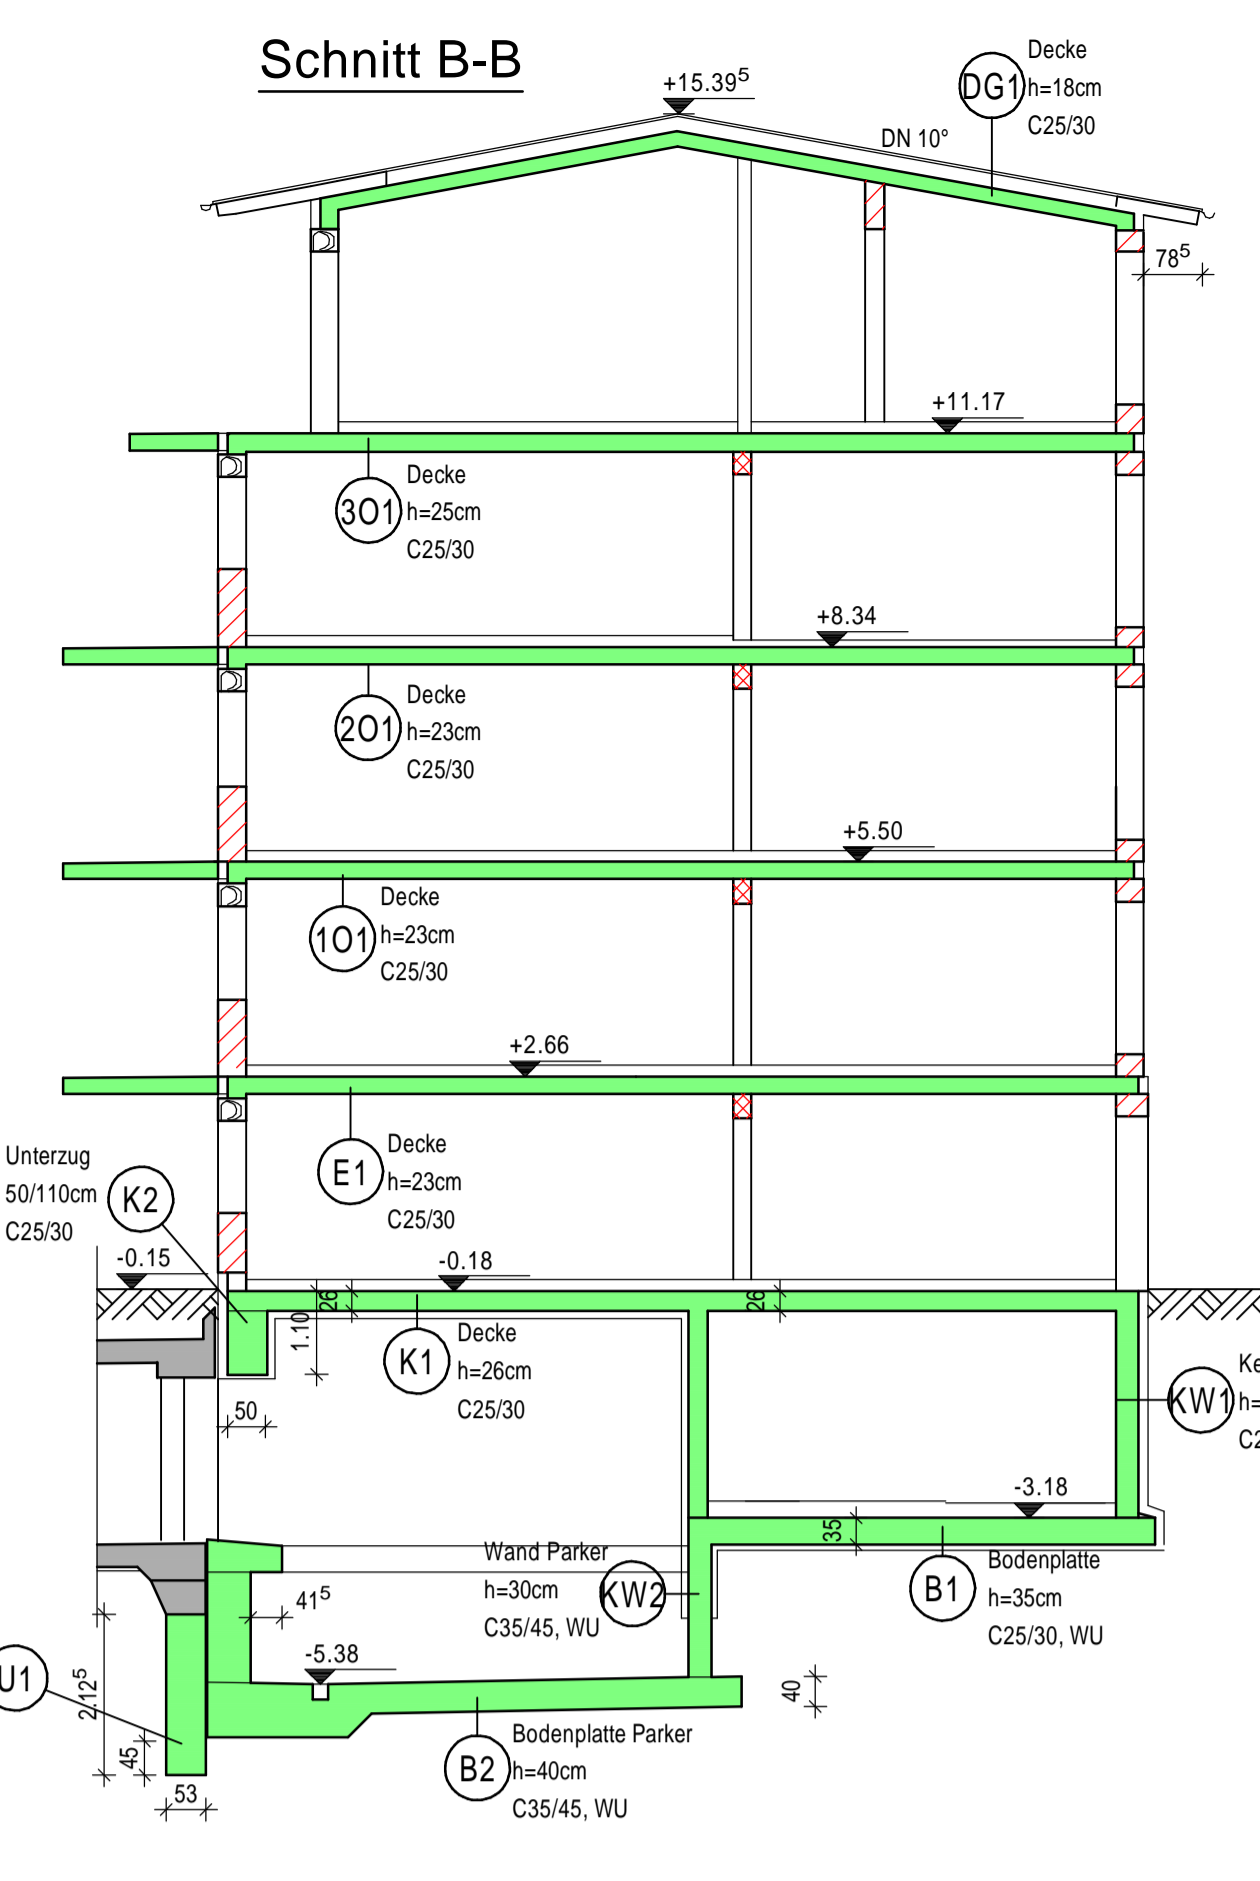 Schnitt B-B
+15.39⁵
DG1
Decke
h=18cm
C25/30
DN 10°
78⁵
+11.17
3O1
Decke
h=25cm
C25/30
+8.34
2O1
Decke
h=23cm
C25/30
+5.50
1O1
Decke
h=23cm
C25/30
+2.66
E1
Decke
h=23cm
C25/30
Unterzug
50/110cm
C25/30
K2
-0.15
-0.18
26
1.10
26
K1
Decke
h=26cm
C25/30
50
KW1
h=
-3.18
35
Wand Parker
h=30cm
C35/45, WU
KW2
B1
Bodenplatte
h=35cm
C25/30, WU
41⁵
-5.38
U1
2.12⁵
45
53
40
B2
Bodenplatte Parker
h=40cm
C35/45, WU